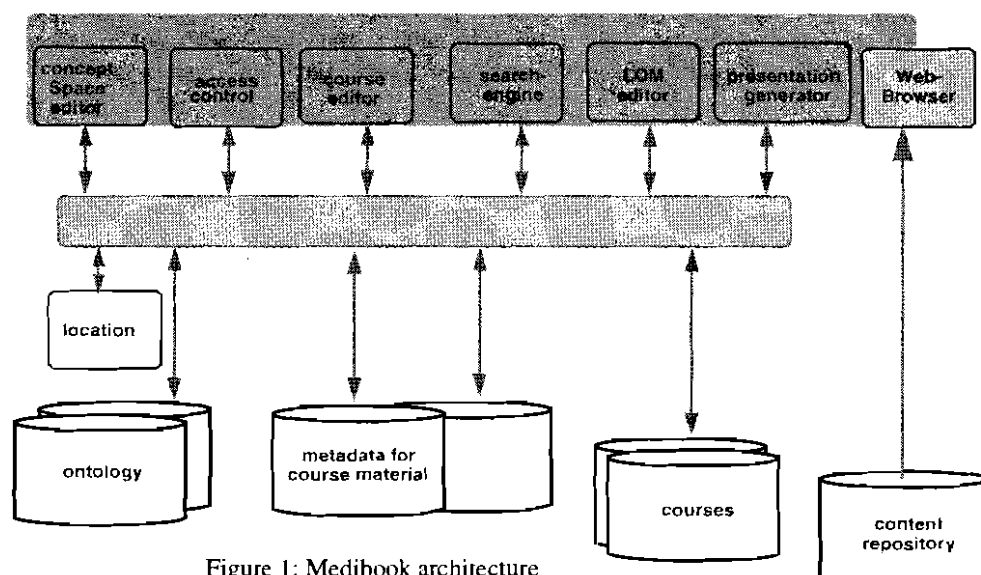 concept
Space
editor
access
control
course
editor
search-
engine
LOM
editor
presentation
generator
Web-
Browser
location
ontology
metadata for
course material
courses
content
repository
Figure 1: Medibook architecture